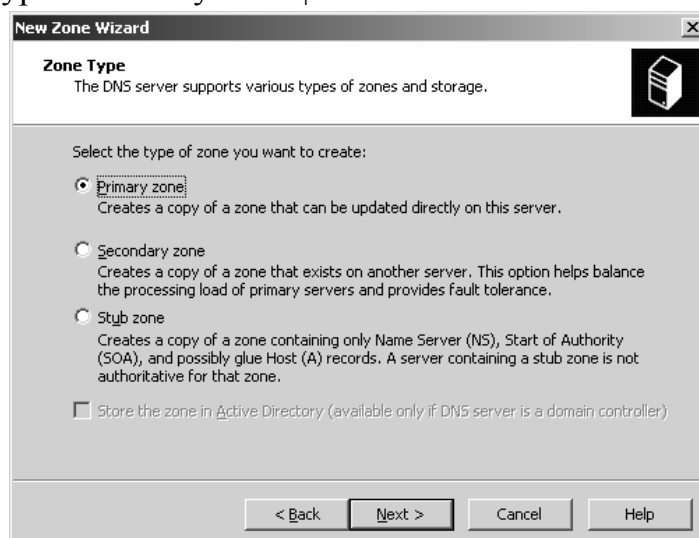 New Zone Wizard
Zone Type
The DNS server supports various types of zones and storage.
Select the type of zone you want to create:
Primary zone
Creates a copy of a zone that can be updated directly on this server.
Secondary zone
Creates a copy of a zone that exists on another server. This option helps balance
the processing load of primary servers and provides fault tolerance.
Stub zone
Creates a copy of a zone containing only Name Server (NS), Start of Authority
(SOA), and possibly glue Host (A) records. A server containing a stub zone is not
authoritative for that zone.
Store the zone in Active Directory (available only if DNS server is a domain controller)
< Back Next > Cancel Help